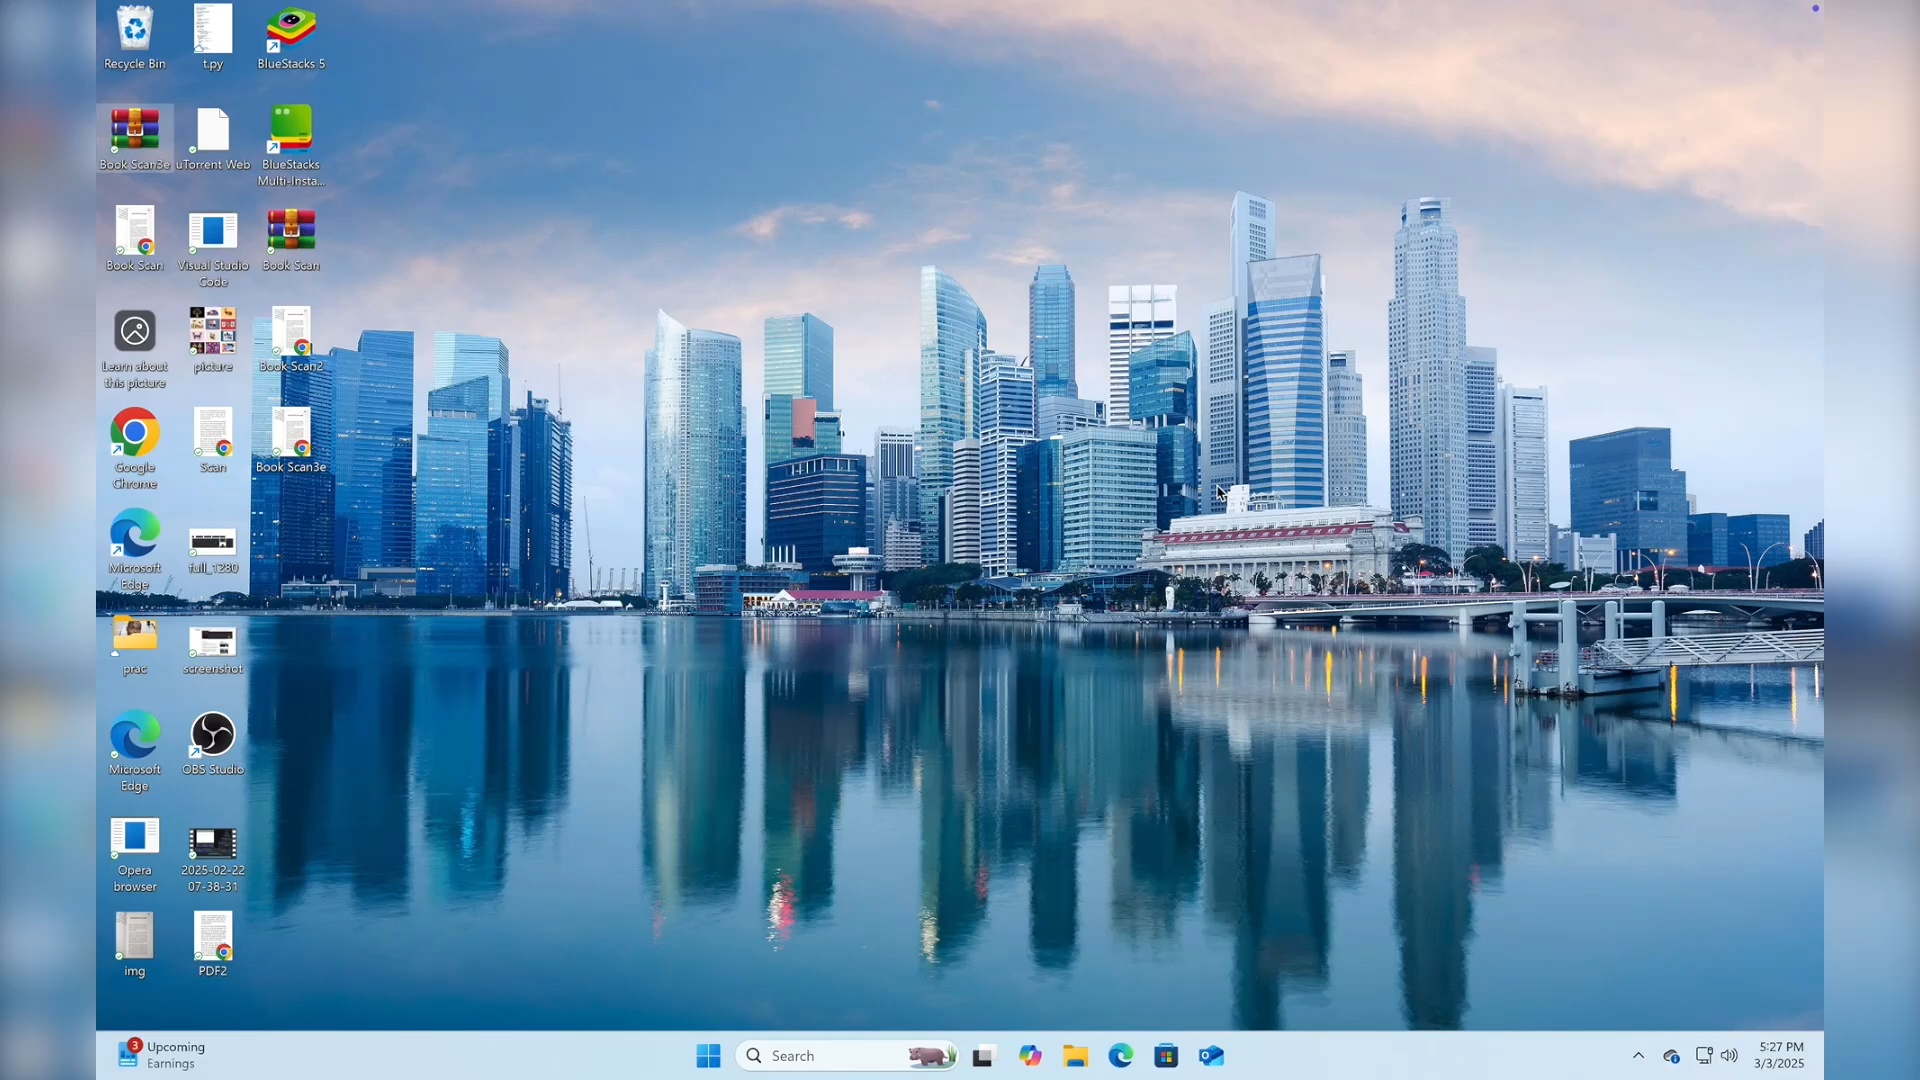 Recycle Bin
t.py
BlueStacks 5
Book Scan3e
uTorrent Web
BlueStacks
Multi-Insta...
Book Scan
Visual Studio
Code
Book Scan
Learn about
this picture
picture
Book Scan2
Google
Chrome
Scan
Book Scan3e
Microsoft
Edge
full_1280
prac
screenshot
Microsoft
Edge
OBS Studio
Opera
browser
2025-02-22
07-38-31
img
PDF2
3
Upcoming
Earnings
Search
5:27 PM
3/3/2025